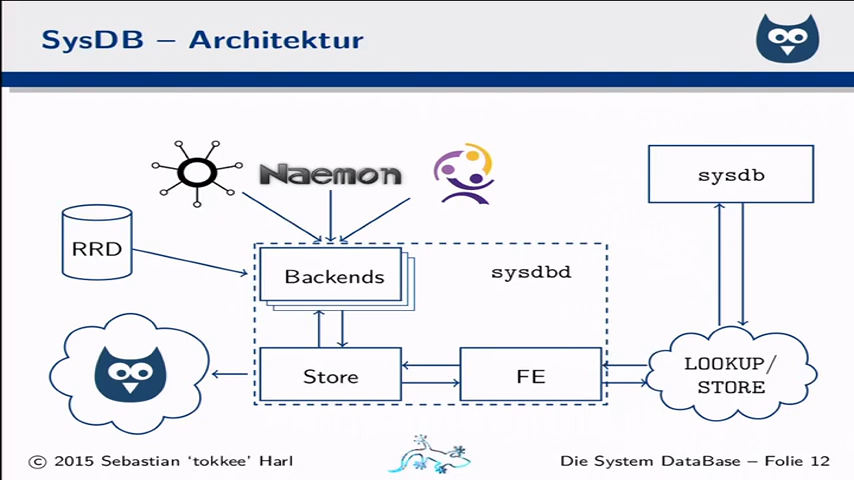 SysDB – Architektur
Naemon
sysdb
RRD
Backends
sysdbd
Store
FE
LOOKUP/
STORE
© 2015 Sebastian ‘tokkee’ Harl
Die System DataBase – Folie 12